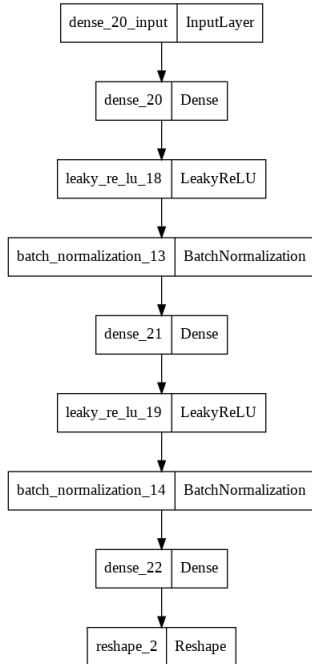 dense_20_input InputLayer
dense_20 Dense
leaky_re_lu_18 LeakyReLU
batch_normalization_13 BatchNormalization
dense_21 Dense
leaky_re_lu_19 LeakyReLU
batch_normalization_14 BatchNormalization
dense_22 Dense
reshape_2 Reshape